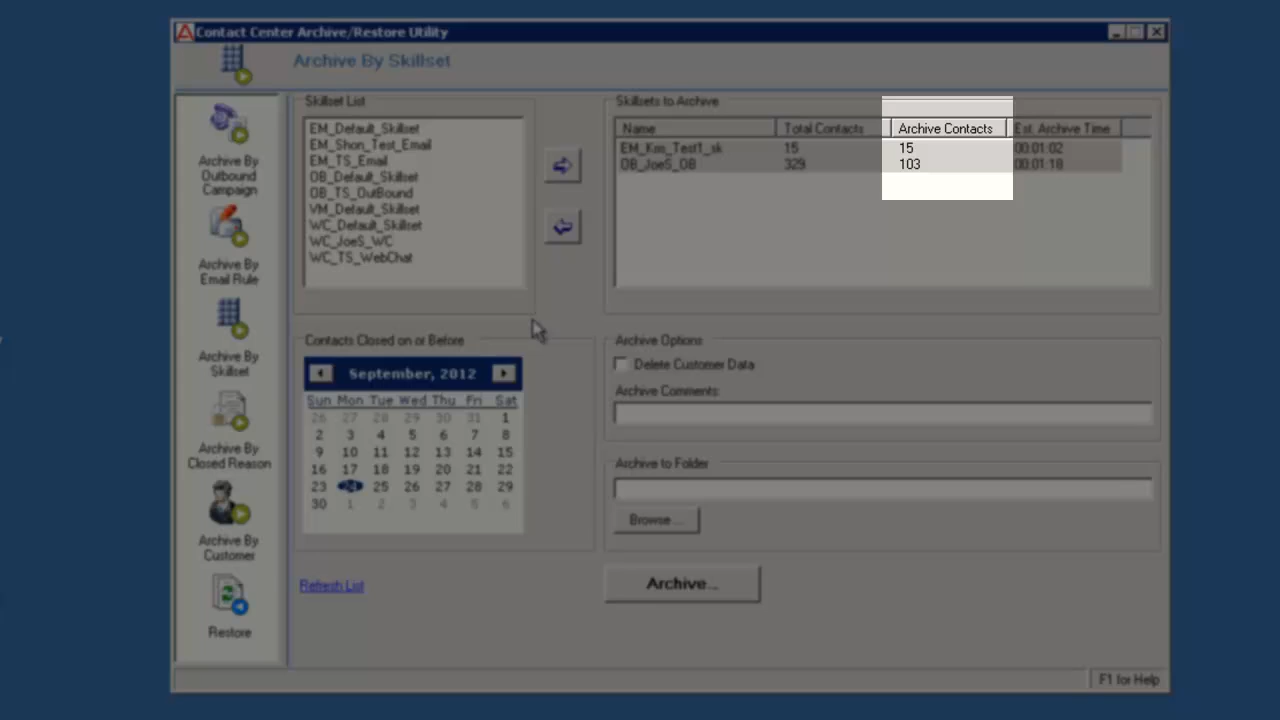 Contact Center Archive/Restore Utility
Archive By Skillset
Archive By
Outbound
Campaign
Archive By
Email Rule
Archive By
Skillset
Archive By
Closed Reason
Archive By
Customer
Restore
Skillset List
EM_Default_Skillset
EM_Shon_Test_Email
EM_TS_Email
OB_Default_Skillset
OB_TS_OutBound
VM_Default_Skillset
WC_Default_Skillset
WC_JoeS_WC
WC_TS_WebChat
Skillsets to Archive
Name Total Contacts Archive Contacts Est. Archive Time
EM_Km_Test1_sk 15 15 00:01:02
OB_JoeS_OB 329 103 00:01:18
Contacts Closed on or Before
September, 2012
Sun Mon Tue Wed Thu Fri Sat
26 27 28 29 30 31 1
2 3 4 5 6 7 8
9 10 11 12 13 14 15
16 17 18 19 20 21 22
23 24 25 26 27 28 29
30 1 2 3 4 5 6
Refresh List
Archive Options
Delete Customer Data
Archive Comments:
Archive to Folder
Browse ...
Archive...
F1 for Help